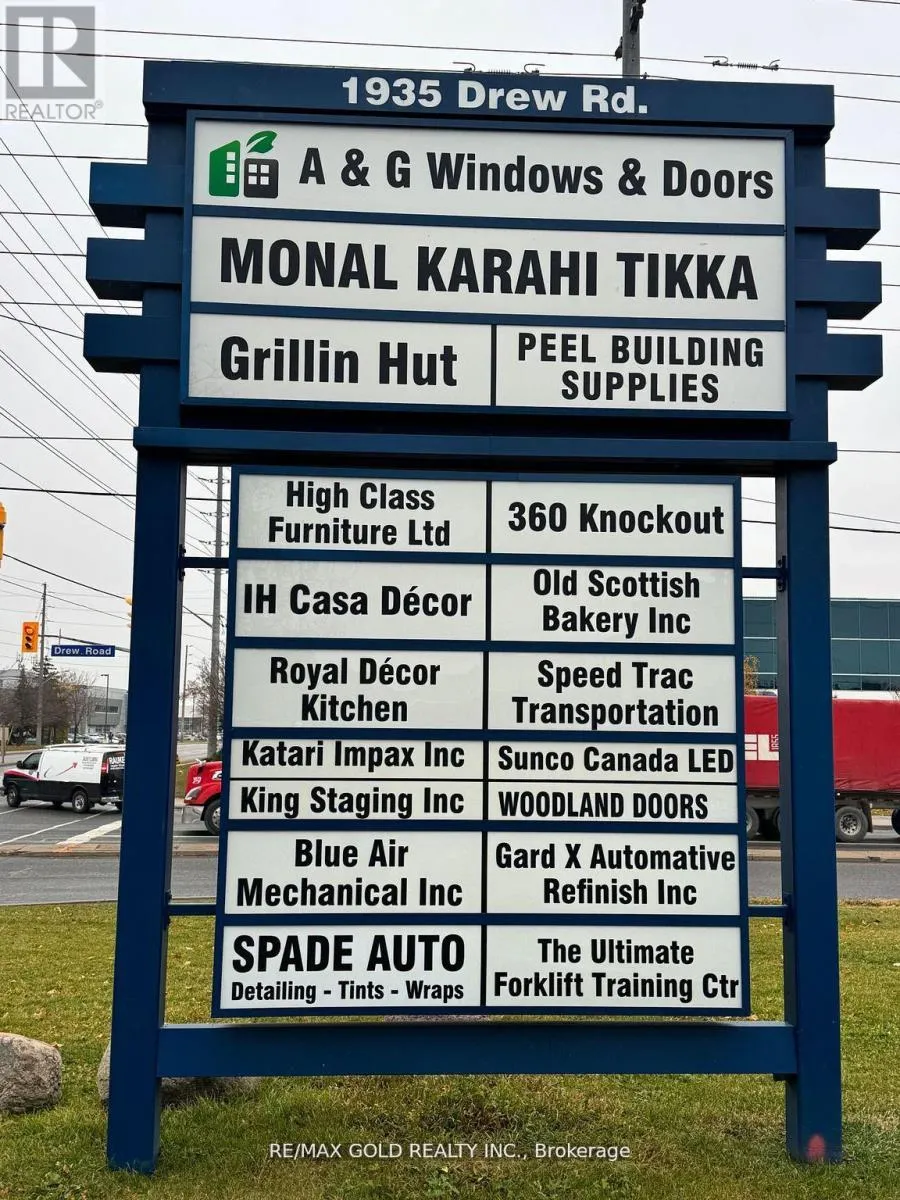 R
REALTOR®
1935 Drew Rd.
A & G Windows & Doors
MONAL KARAHI TIKKA
Grillin Hut
PEEL BUILDING
SUPPLIES
High Class
Furniture Ltd
360 Knockout
IH Casa Décor
Old Scottish
Bakery Inc
Royal Décor
Kitchen
Speed Trac
Transportation
Katari Impax Inc
Sunco Canada LED
King Staging Inc
WOODLAND DOORS
Blue Air
Mechanical Inc
Gard X Automative
Refinish Inc
SPADE AUTO
Detailing - Tints - Wraps
The Ultimate
Forklift Training Ctr
Drew Road
RE/MAX GOLD REALTY INC., Brokerage